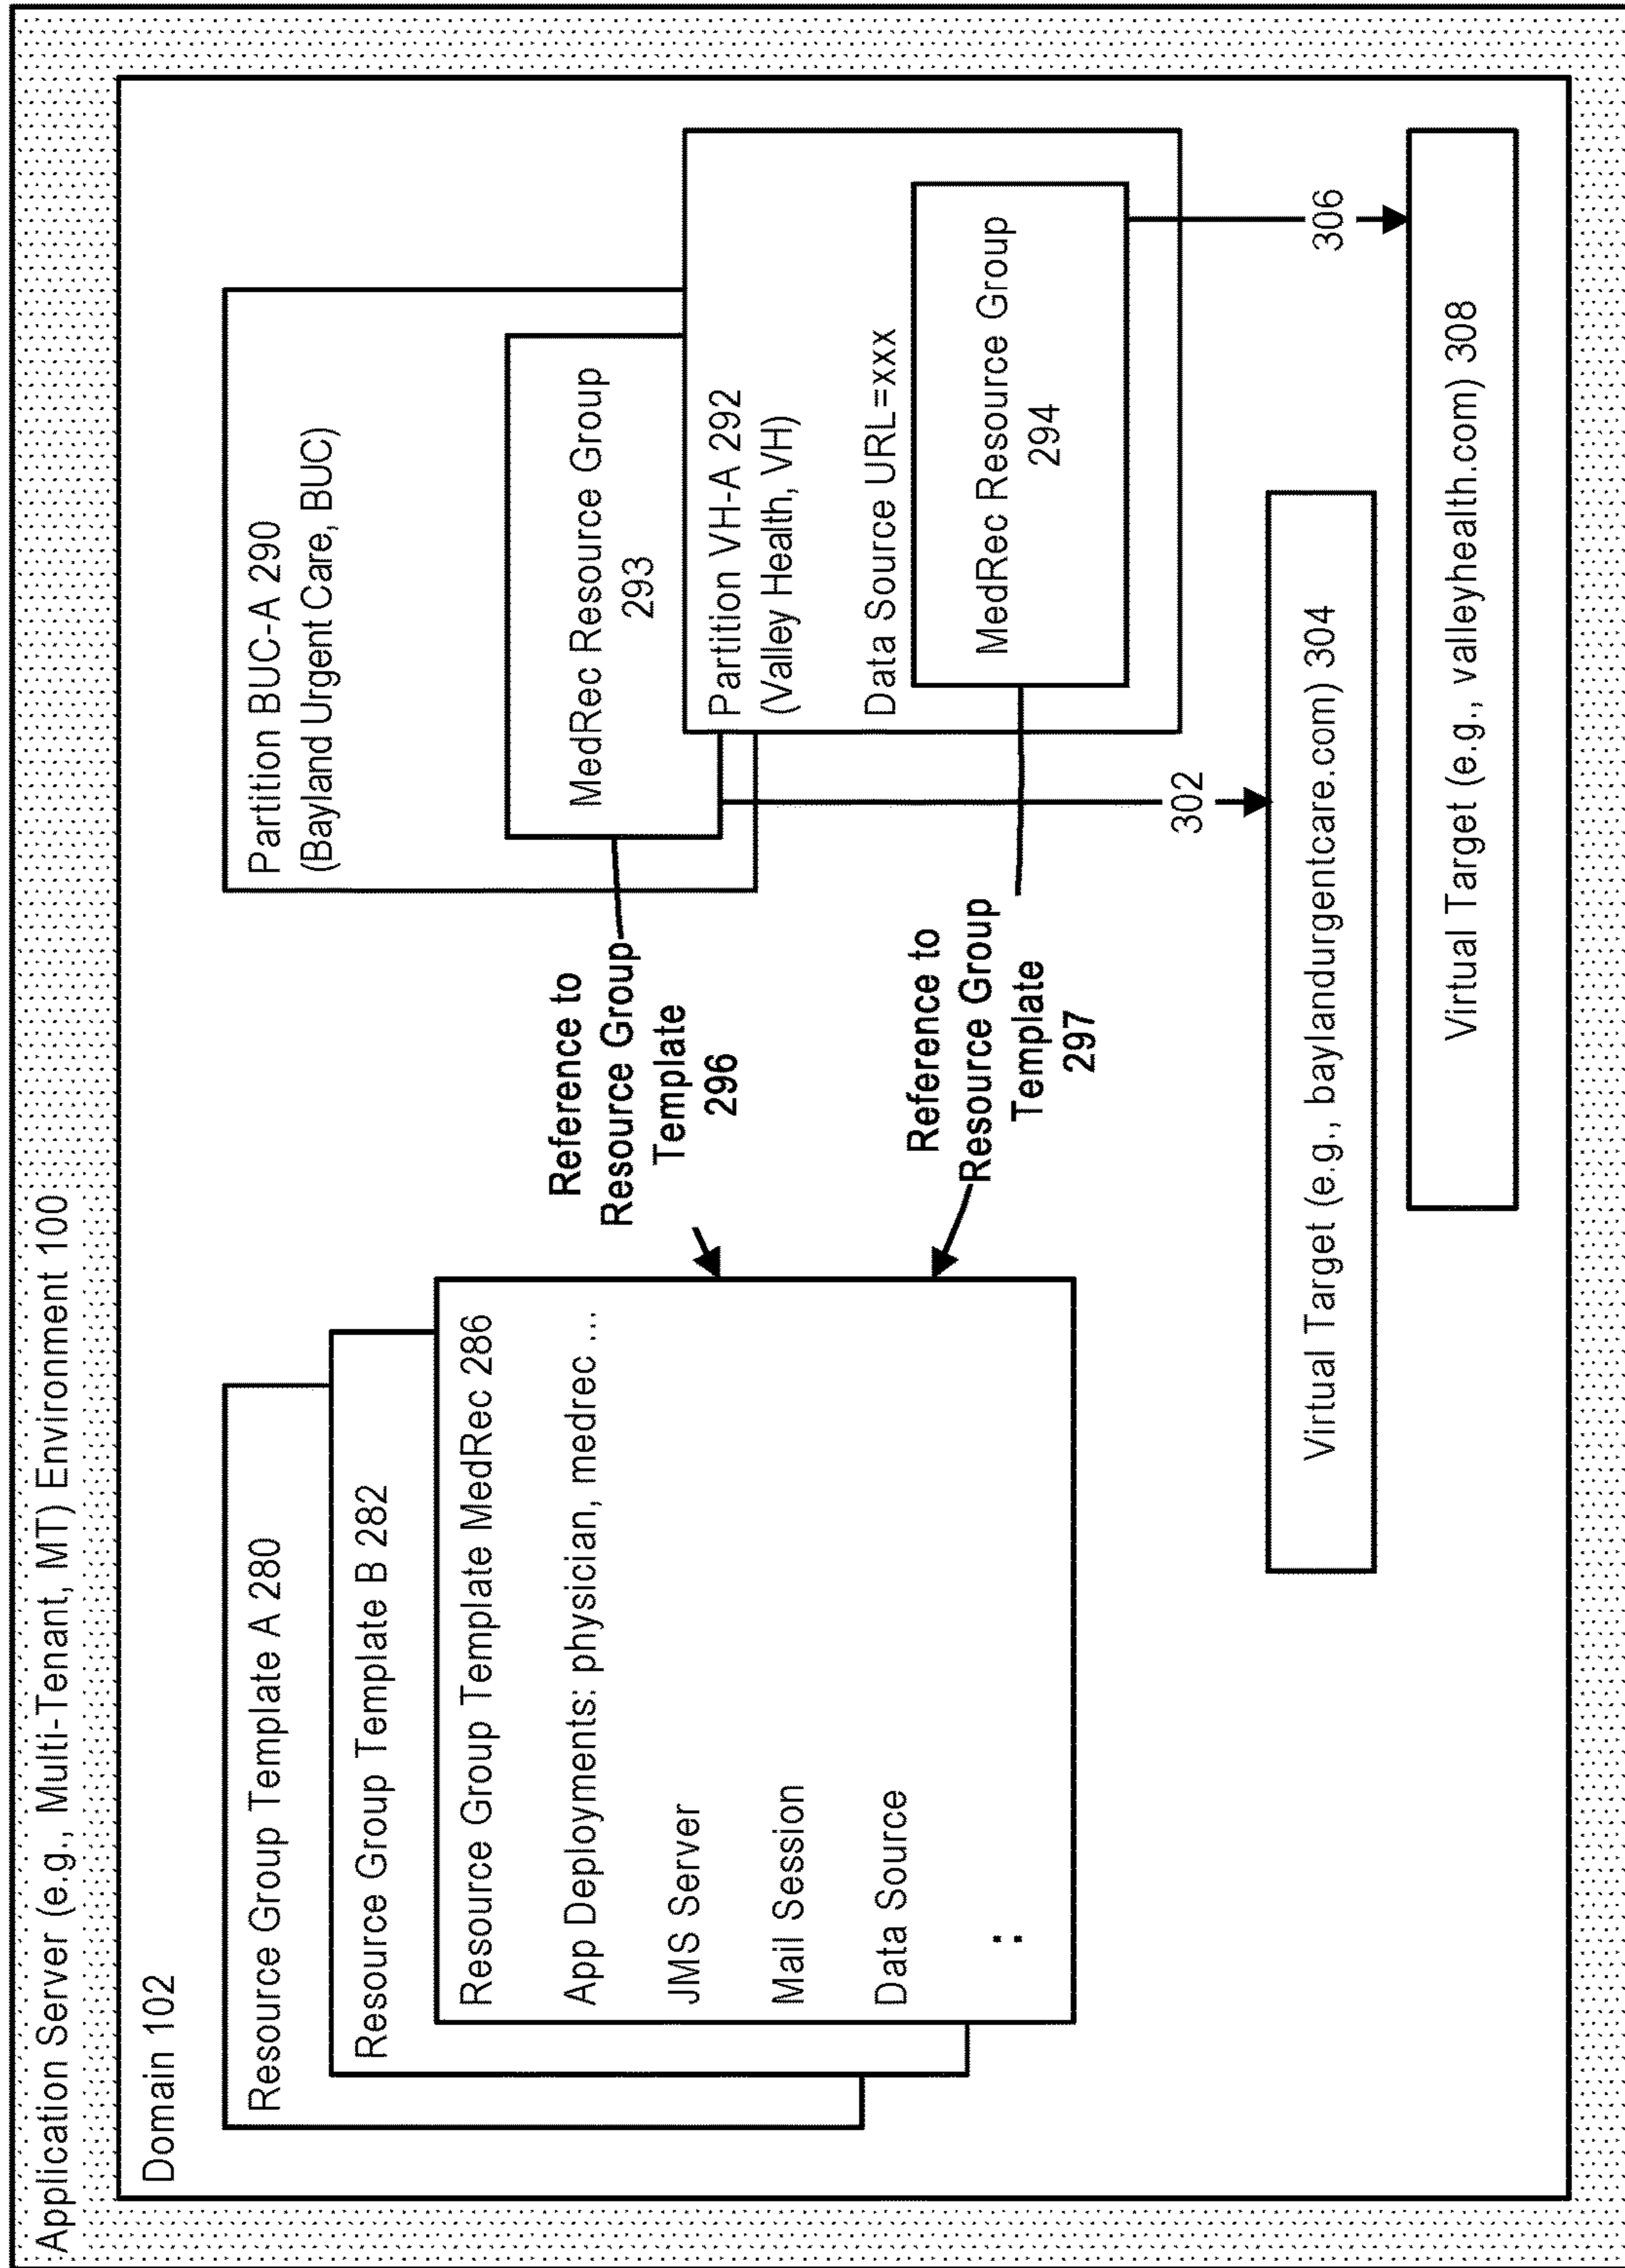 Application Server (e.g., Multi-Tenant, MT) Environment 100
Domain 102
Resource Group Template A 280
Resource Group Template B 282
Resource Group Template MedRec 286
App Deployments: physician, medrec ...
JMS Server
Mail Session
Data Source
:
Reference to
Resource Group
Template
296
Reference to
Resource Group
Template
297
Partition BUC-A 290
(Bayland Urgent Care, BUC)
MedRec Resource Group
293
Partition VH-A 292
(Valley Health, VH)
Data Source URL=xxx
MedRec Resource Group
294
302
306
Virtual Target (e.g., baylandurgentcare.com) 304
Virtual Target (e.g., valleyhealth.com) 308